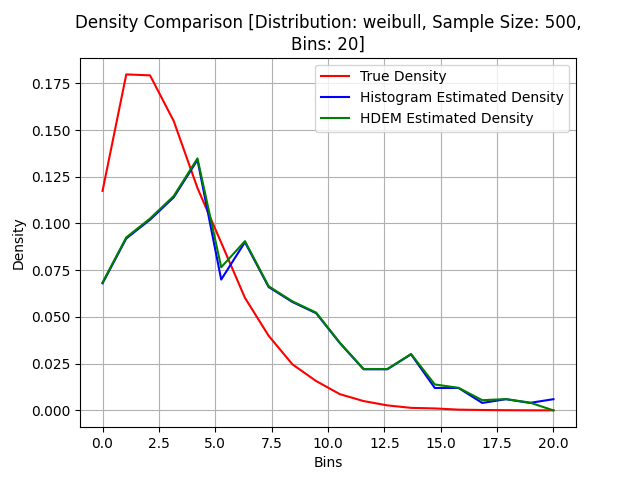 Density Comparison [Distribution: weibull, Sample Size: 500,
Bins: 20]
True Density
Histogram Estimated Density
HDEM Estimated Density
Density
0.175
0.150
0.125
0.100
0.075
0.050
0.025
0.000
0.0 2.5 5.0 7.5 10.0 12.5 15.0 17.5 20.0
Bins